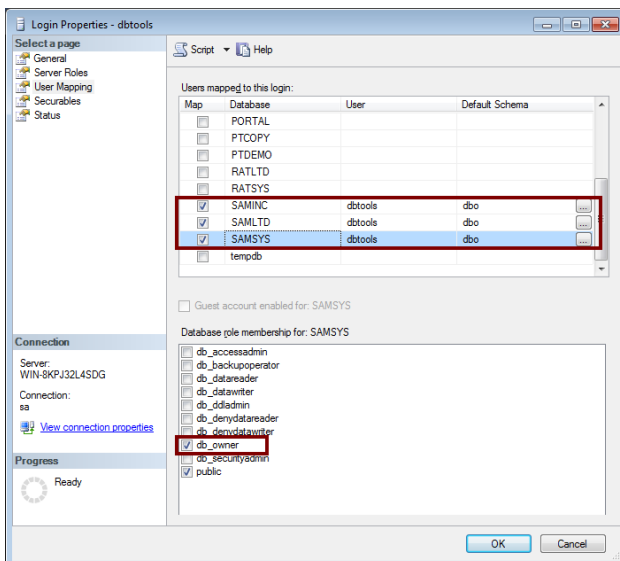 Login Properties - dbtools
Select a page
General
Server Roles
User Mapping
Securables
Status
Script
Help
Users mapped to this login:
Map Database User Default Schema
PORTAL
PTCOPY
PTDEMO
RATLTD
RATSYS
SAMINC dbtools dbo ...
SAMLTD dbtools dbo ...
SAMSYS dbtools dbo ...
tempdb
Guest account enabled for: SAMSYS
Database role membership for: SAMSYS
db_accessadmin
db_backupoperator
db_datareader
db_datawriter
db_ddladmin
db_denydatareader
db_denydatawriter
db_owner
db_securityadmin
public
Connection
Server:
WIN-8KPJ32L4SDG
Connection:
sa
View connection properties
Progress
Ready
OK Cancel